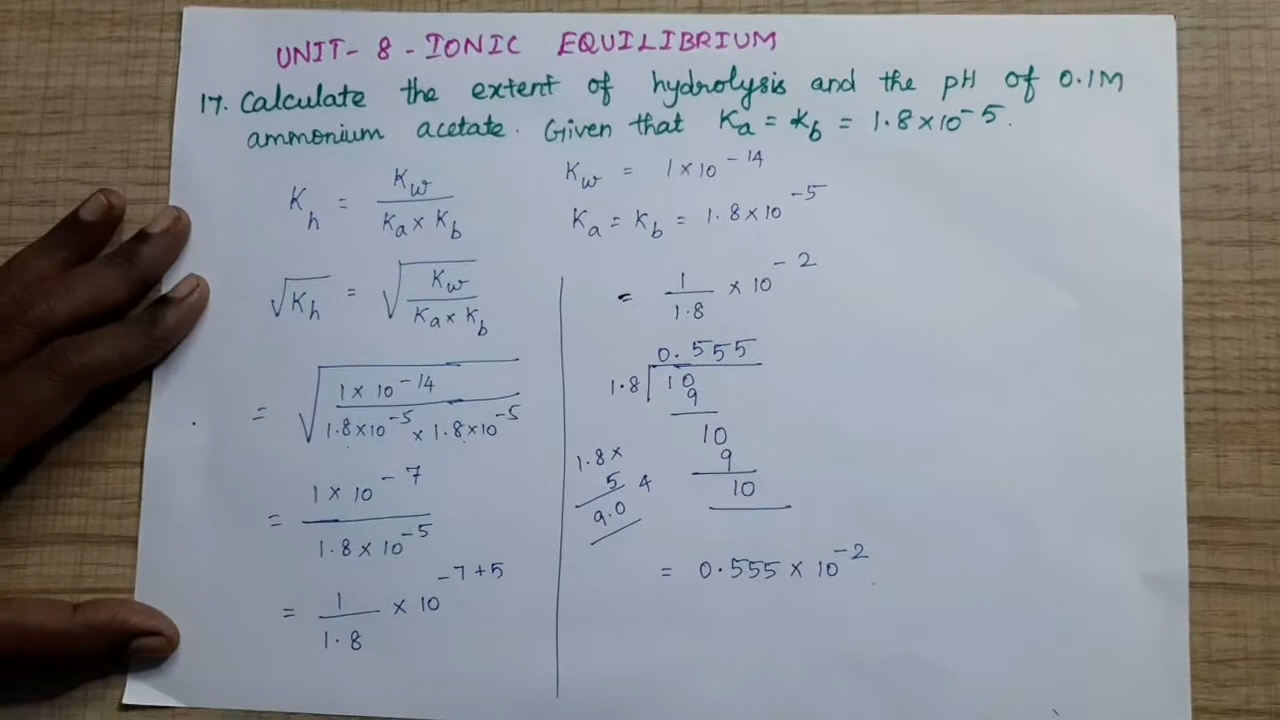 UNIT- 8 - IONIC EQUILIBRIUM
17. Calculate the extent of hydrolysis and the pH of 0.1M
ammonium acetate. Given that Ka = Kb = 1.8×10⁻⁵.
Kh = Kw / Ka × Kb
√Kh = √(Kw / Ka × Kb)
= √(1 × 10⁻¹⁴ / 1.8×10⁻⁵ × 1.8×10⁻⁵)
= 1 × 10⁻⁷ / 1.8 × 10⁻⁵
= 1 / 1.8 × 10⁻⁷⁺⁵
Kw = 1×10⁻¹⁴
Ka = Kb = 1.8×10⁻⁵
= 1 / 1.8 × 10⁻²
0.555
1.8 10
9
10
9
10
1.8×
5 4
9.0
= 0.555 × 10⁻²